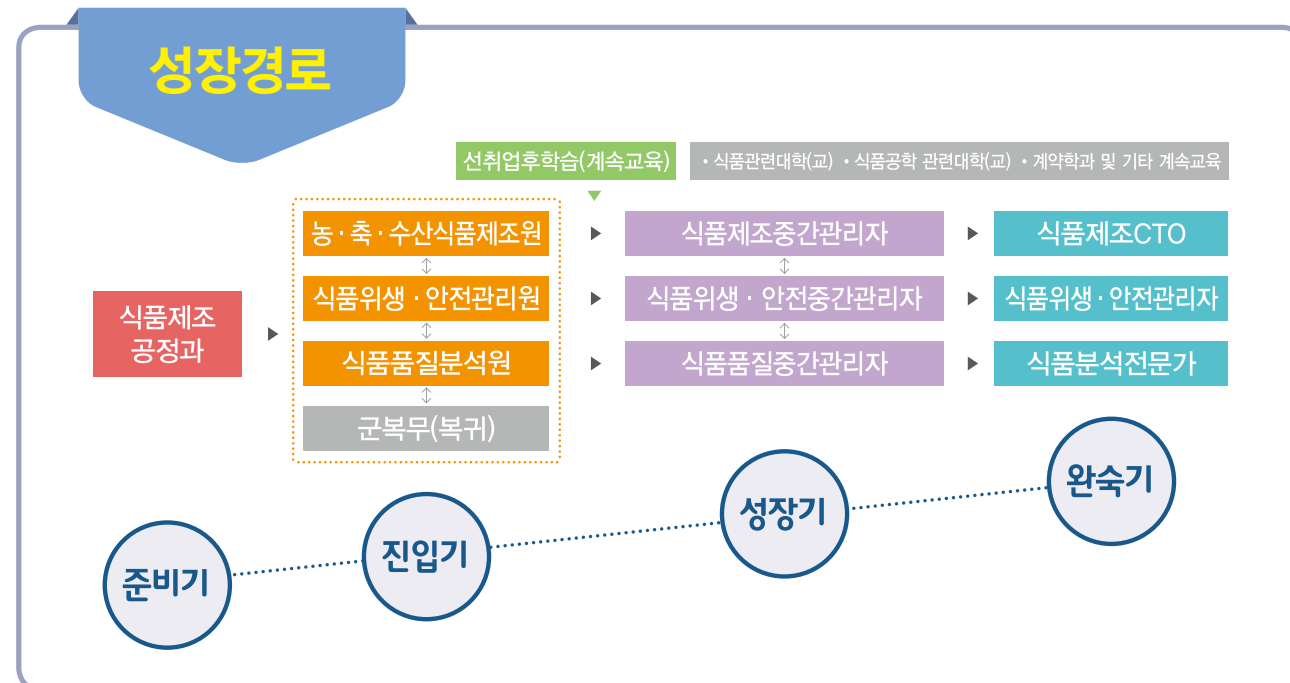 성장경로
선취업후학습(계속교육)
• 식품관련대학(교) • 식품공학 관련대학(교) • 계약학과 및 기타 계속교육
농·축·수산식품제조원
식품제조중간관리자
식품제조CTO
식품제조
공정과
식품위생·안전관리원
식품위생· 안전중간관리자
식품위생·안전관리자
식품품질분석원
식품품질중간관리자
식품분석전문가
군복무(복귀)
준비기
진입기
성장기
완숙기